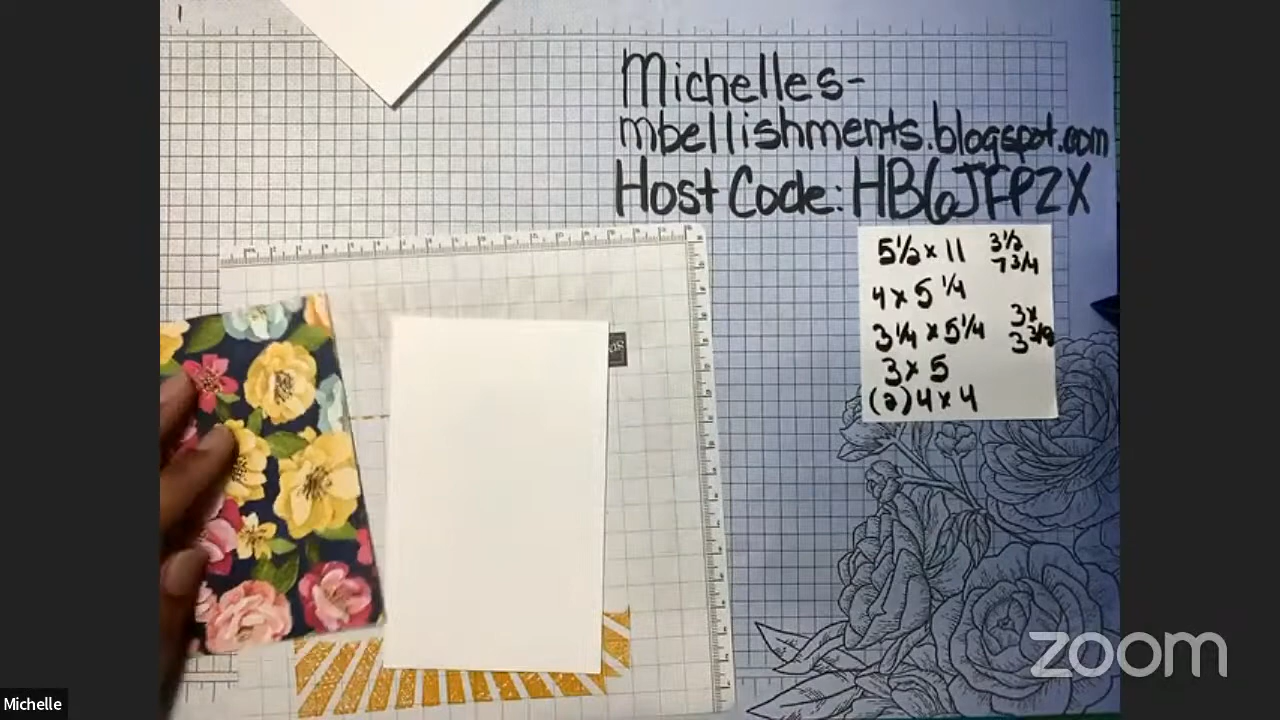 Michelles-
mbellishments.blogspot.com
Host Code: HB6JFPZX
5½ × 11
3½
7¾
4 × 5¼
3¼ × 5¼
3×
3 × 5
(2) 4 × 4
zoom
Michelle